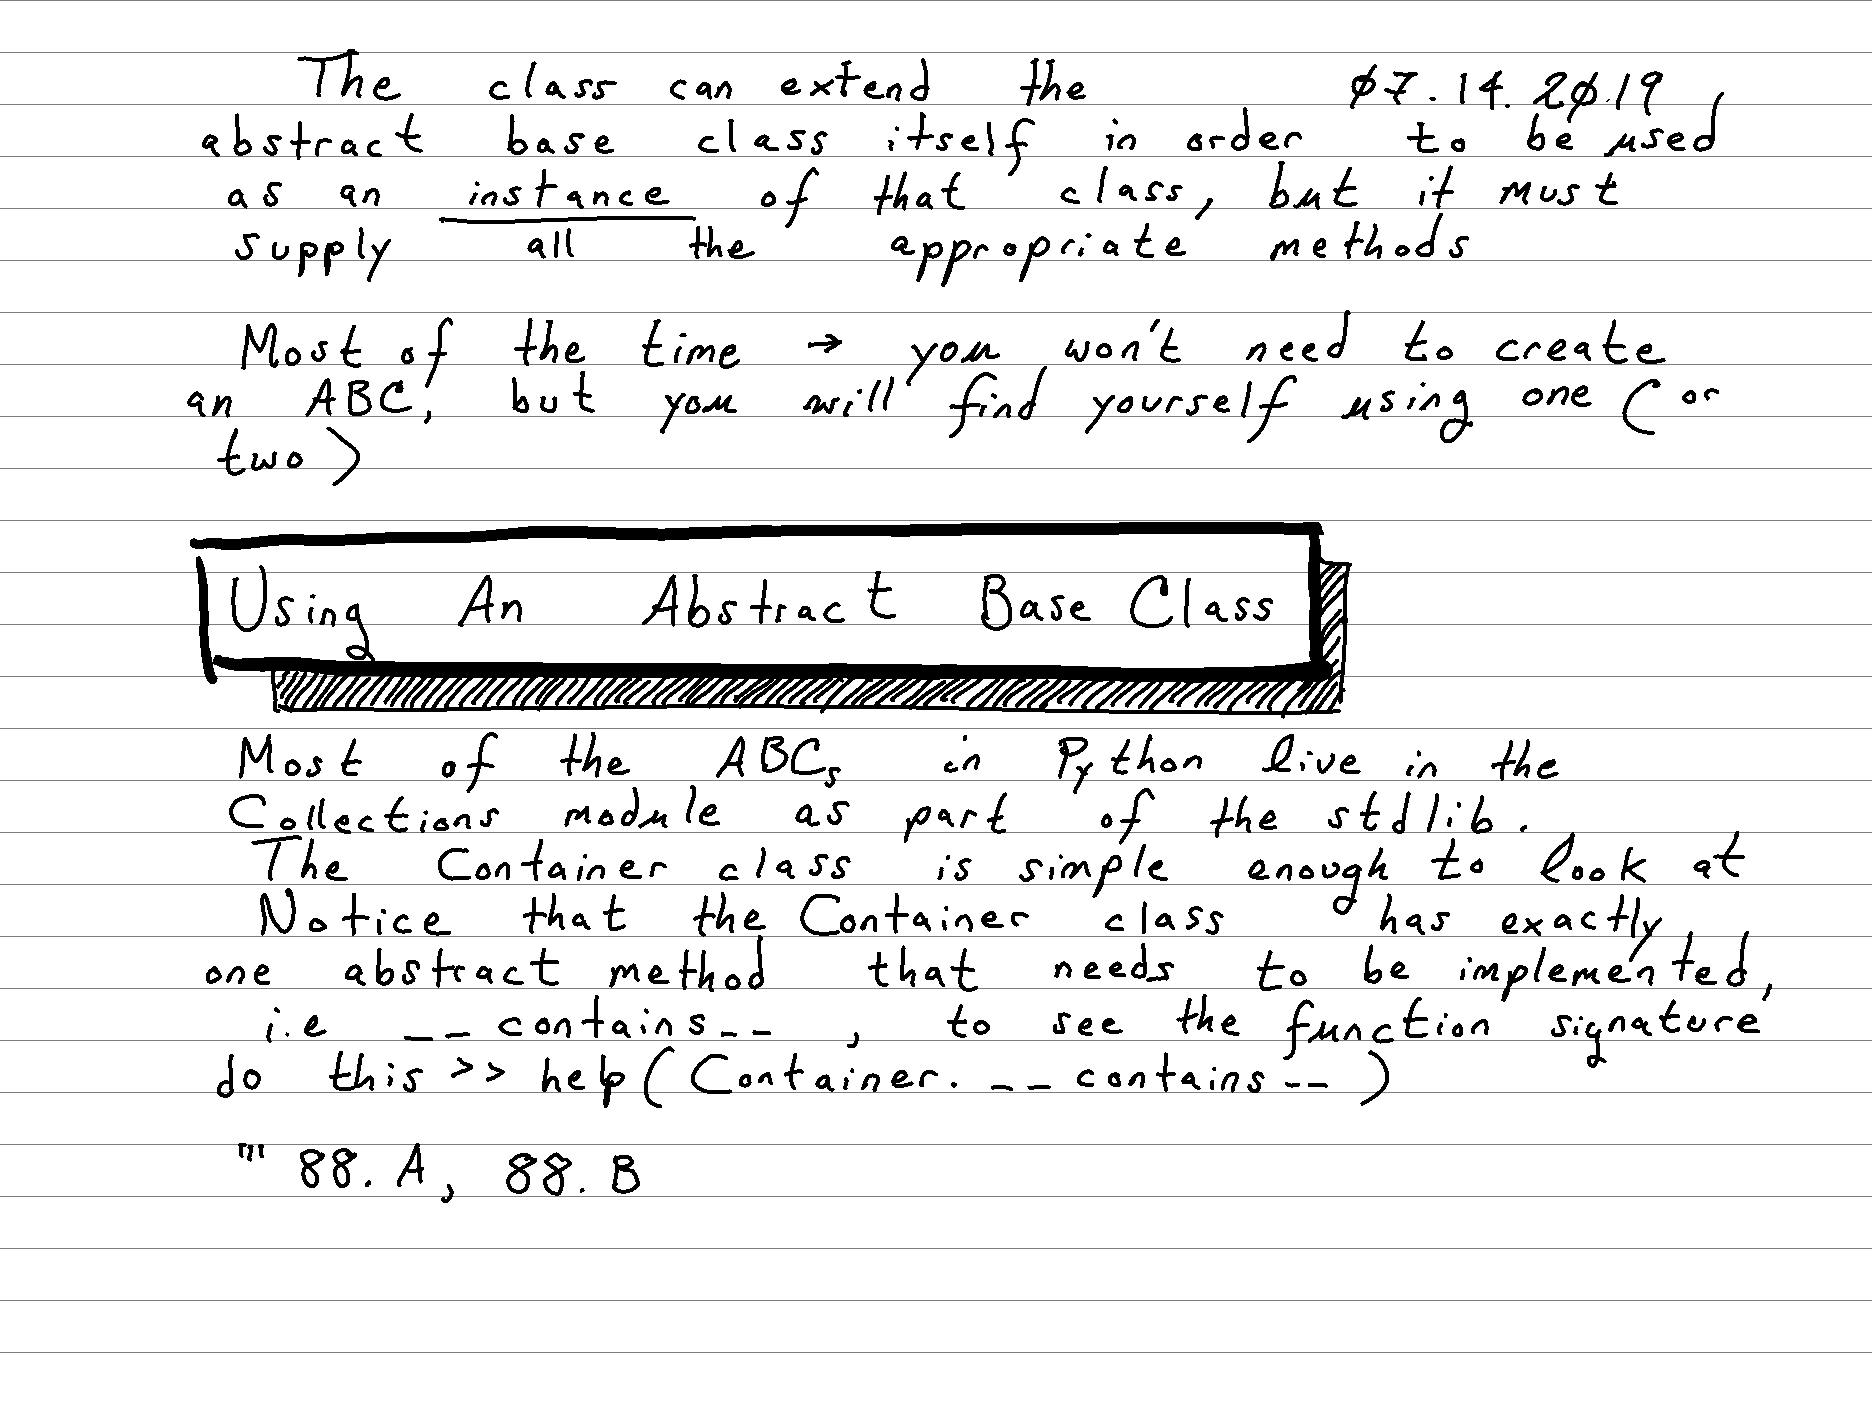 The class can extend the 07.14.2019
abstract base class itself in order to be used
as an instance of that class, but it must
supply all the appropriate methods
Most of the time → you won't need to create
an ABC, but you will find yourself using one (or
two)
Using An Abstract Base Class
Most of the ABCs in Python live in the
Collections module as part of the stdlib.
The Container class is simple enough to look at
Notice that the Container class has exactly
one abstract method that needs to be implemented,
i.e __contains__, to see the function signature
do this >> help(Container.__contains__)
"' 88.A, 88.B